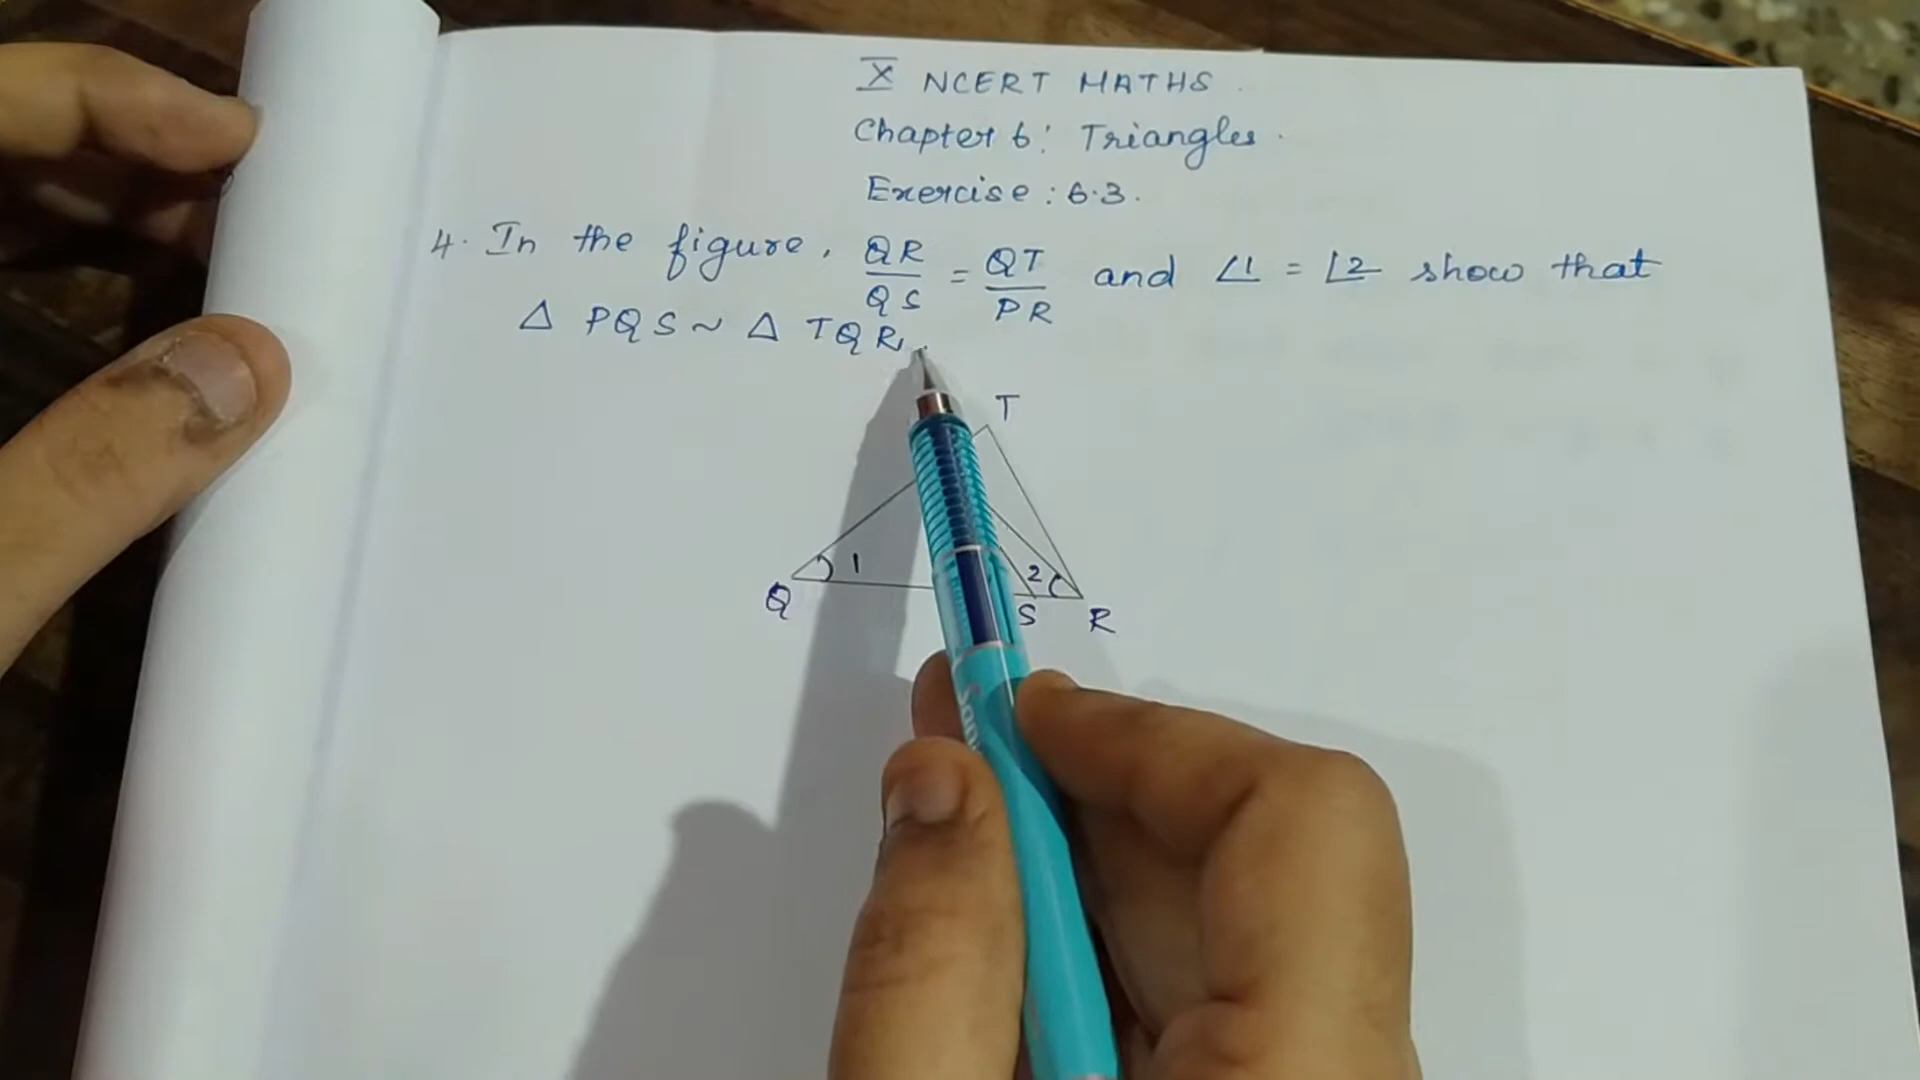 X NCERT MATHS.
Chapter 6: Triangles.
Exercise : 6.3.
4. In the figure, QR/QS = QT/PR and ∠1 = ∠2 show that
Δ PQS ~ Δ TQR.
T
1
2
Q
S
R